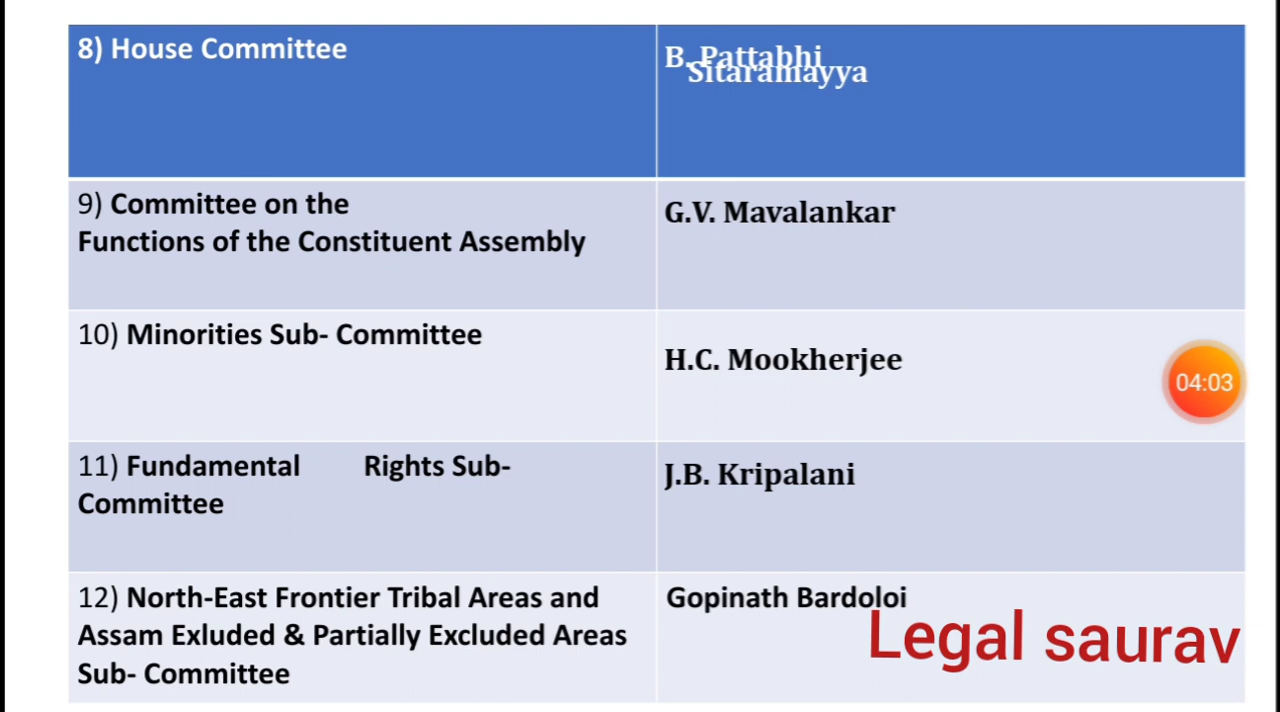 8) House Committee
B. Pattabhi
Sitaramayya
9) Committee on the
Functions of the Constituent Assembly
G.V. Mavalankar
10) Minorities Sub- Committee
H.C. Mookherjee
04:03
11) Fundamental Rights Sub-
Committee
J.B. Kripalani
12) North-East Frontier Tribal Areas and
Assam Exluded & Partially Excluded Areas
Sub- Committee
Gopinath Bardoloi
Legal saurav